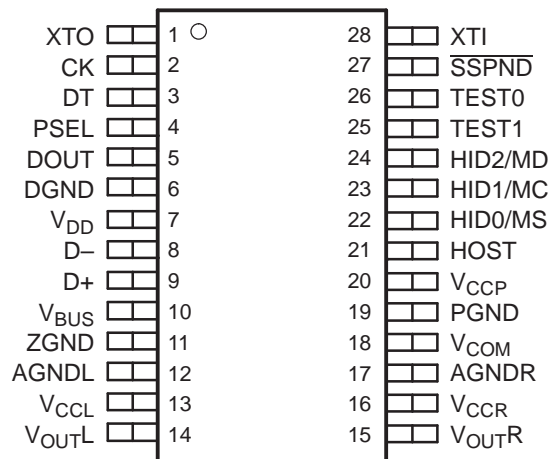 XTO 1 28 XTI
CK 2 27 SSPND
DT 3 26 TEST0
PSEL 4 25 TEST1
DOUT 5 24 HID2/MD
DGND 6 23 HID1/MC
VDD 7 22 HID0/MS
D– 8 21 HOST
D+ 9 20 VCCP
VBUS 10 19 PGND
ZGND 11 18 VCOM
AGNDL 12 17 AGNDR
VCCL 13 16 VCCR
VOUTL 14 15 VOUTR